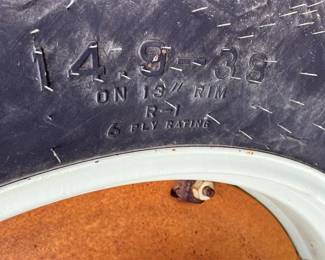 14.9-38
ON 13" RIM
R-1
6 PLY RATING